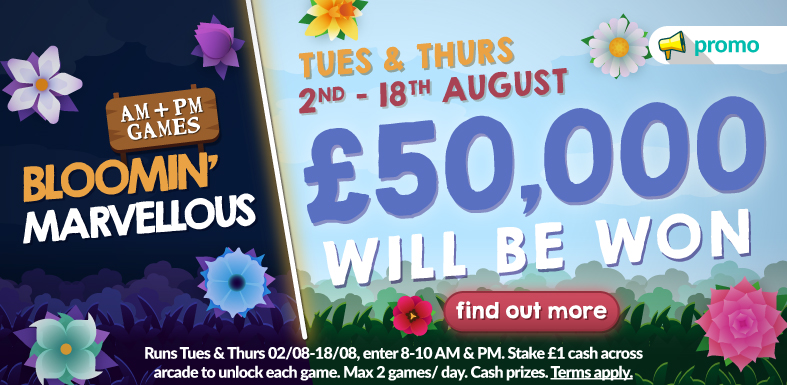 AM + PM
GAMES
BLOOMIN'
MARVELLOUS
promo
TUES & THURS
2ND - 18TH AUGUST
£50,000
WILL BE WON
find out more
Runs Tues & Thurs 02/08-18/08, enter 8-10 AM & PM. Stake £1 cash across
arcade to unlock each game. Max 2 games/ day. Cash prizes. Terms apply.